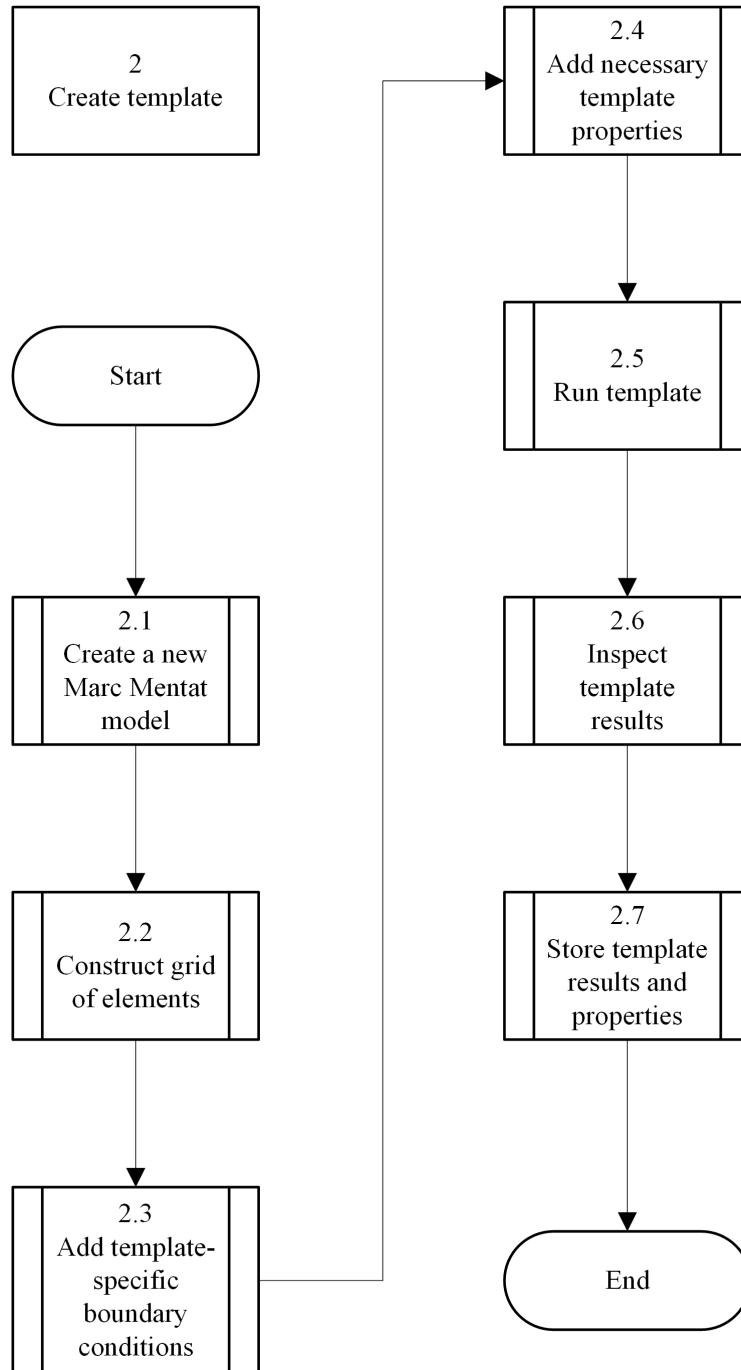 2
Create template
Start
2.1
Create a new
Marc Mentat
model
2.2
Construct grid
of elements
2.3
Add template-
specific
boundary
conditions
2.4
Add necessary
template
properties
2.5
Run template
2.6
Inspect
template
results
2.7
Store template
results and
properties
End